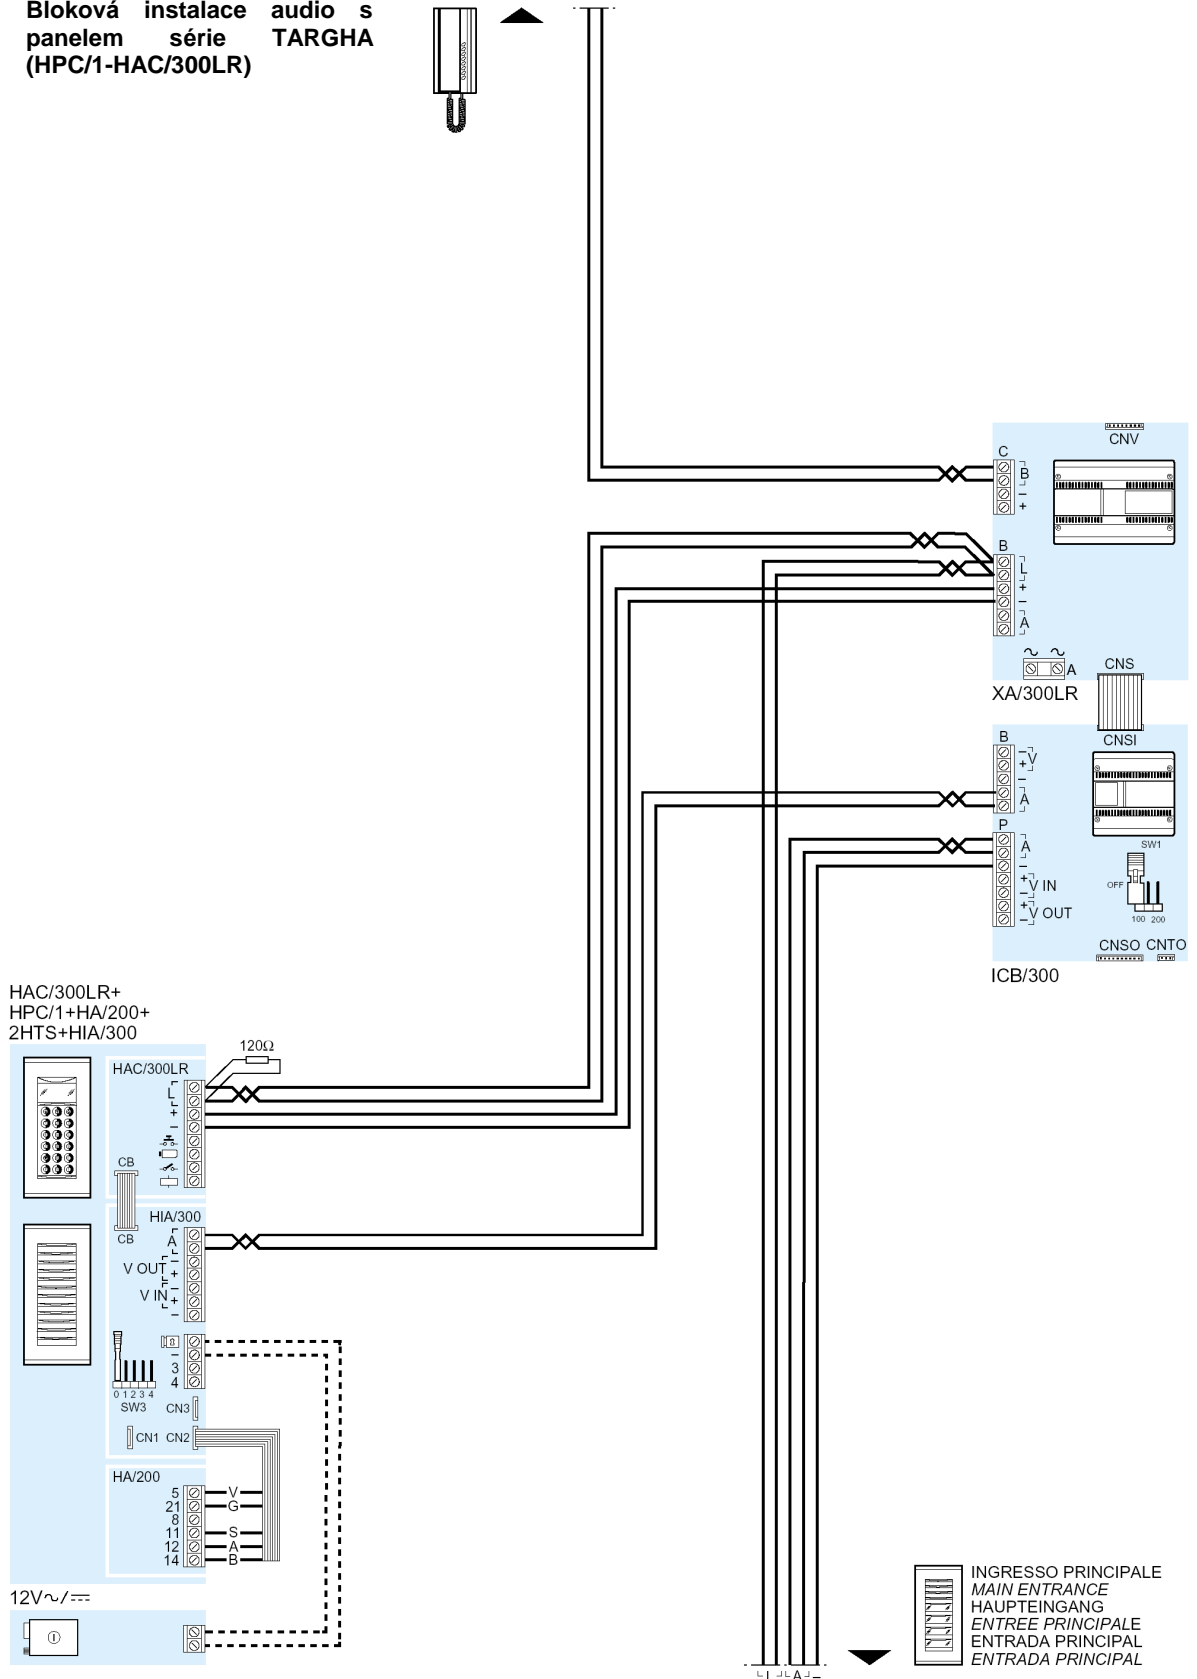 Bloková instalace audio s
panelem série TARGHA
(HPC/1-HAC/300LR)
CNV
C
B
–
+
B
L
+
–
A
∼ ∼
A
CNS
XA/300LR
CNSI
B
– V
+
–
A
P
A
SW1
–
+
V IN
–
OFF
+
V OUT
–
100 200
CNSO CNTO
ICB/300
HAC/300LR+
HPC/1+HA/200+
2HTS+HIA/300
120Ω
HAC/300LR
L
+
–
CB
HIA/300
CB
A
–
V OUT
+
–
V IN
+
–
–
3
4
0 1 2 3 4
SW3
CN3
CN1 CN2
HA/200
5 V
21 G
8
11 S
12 A
14 B
12V∼/⎓
INGRESSO PRINCIPALE
MAIN ENTRANCE
HAUPTEINGANG
ENTREE PRINCIPALE
ENTRADA PRINCIPAL
ENTRADA PRINCIPAL
L A –